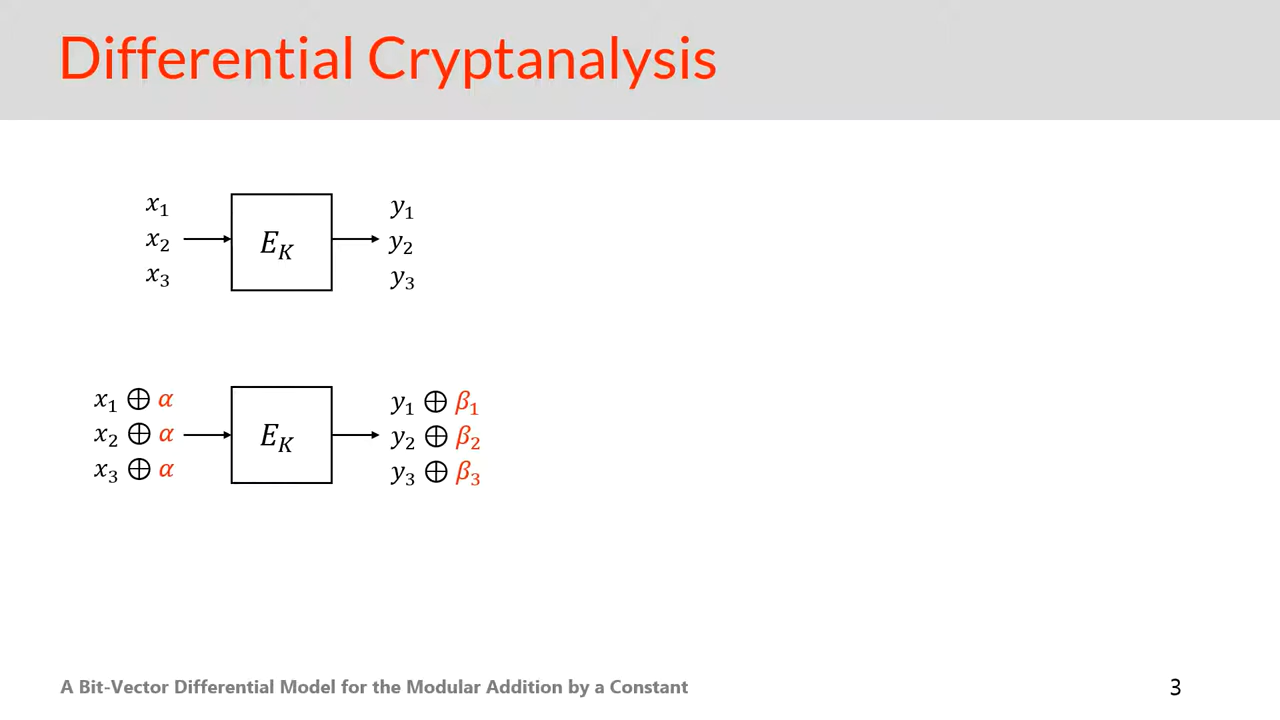 Differential Cryptanalysis
x₁
x₂
x₃
E_K
y₁
y₂
y₃
x₁ ⊕ α
x₂ ⊕ α
x₃ ⊕ α
E_K
y₁ ⊕ β₁
y₂ ⊕ β₂
y₃ ⊕ β₃
A Bit-Vector Differential Model for the Modular Addition by a Constant
3